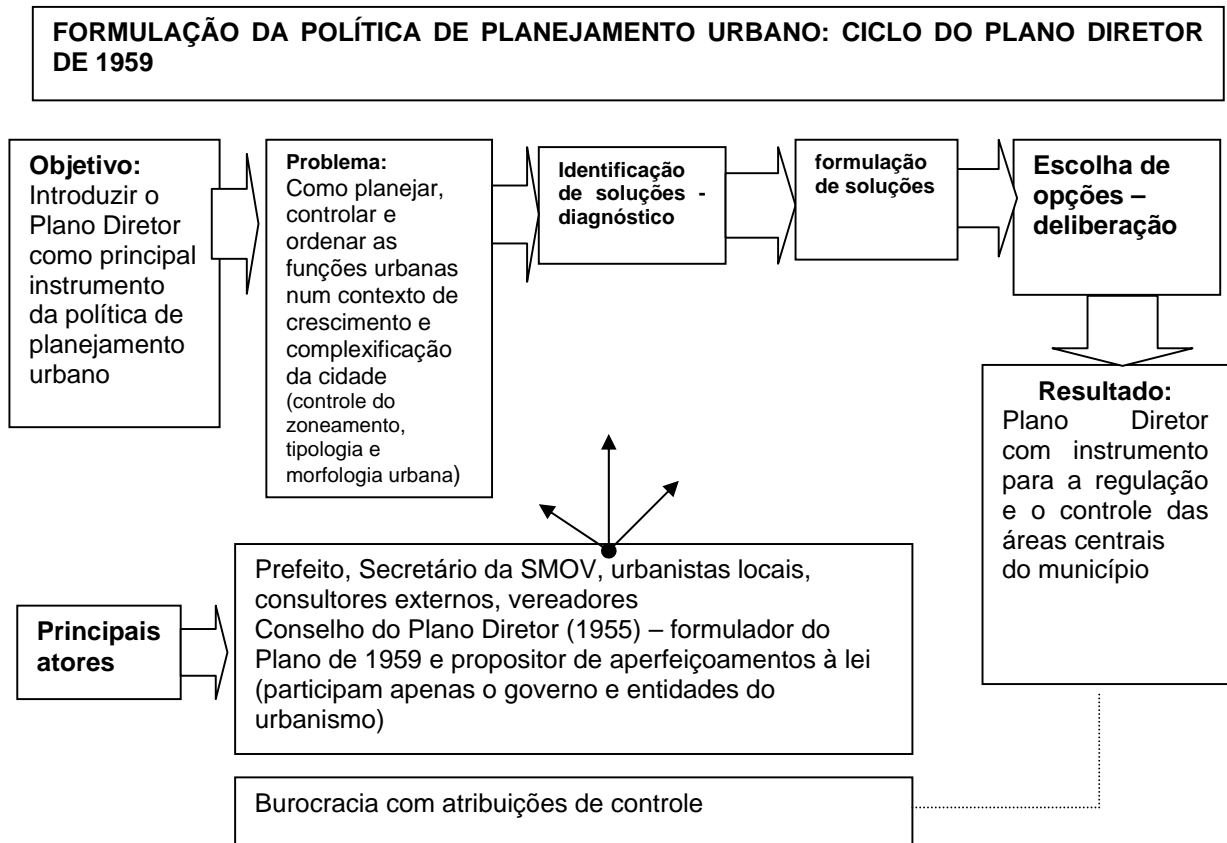 FORMULAÇÃO DA POLÍTICA DE PLANEJAMENTO URBANO: CICLO DO PLANO DIRETOR
DE 1959
Objetivo:
Introduzir o
Plano Diretor
como principal
instrumento
da política de
planejamento
urbano
Problema:
Como planejar,
controlar e
ordenar as
funções urbanas
num contexto de
crescimento e
complexificação
da cidade
(controle do
zoneamento,
tipologia e
morfologia urbana)
Identificação
de soluções -
diagnóstico
formulação
de soluções
Escolha de
opções –
deliberação
Resultado:
Plano Diretor
com instrumento
para a regulação
e o controle das
áreas centrais
do município
Principais
atores
Prefeito, Secretário da SMOV, urbanistas locais,
consultores externos, vereadores
Conselho do Plano Diretor (1955) – formulador do
Plano de 1959 e propositor de aperfeiçoamentos à lei
(participam apenas o governo e entidades do
urbanismo)
Burocracia com atribuições de controle